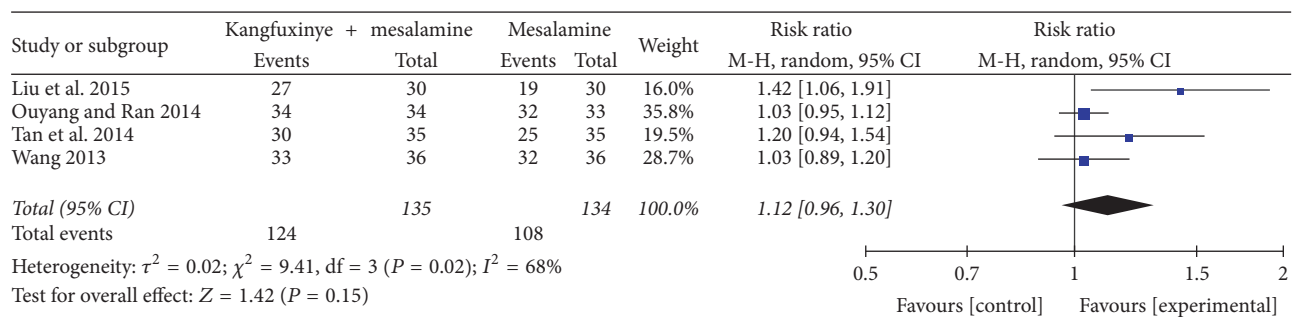 Study or subgroup Kangfuxinye + mesalamine Mesalamine Weight Risk ratio Risk ratio
Events Total Events Total M-H, random, 95% CI M-H, random, 95% CI
Liu et al. 2015 27 30 19 30 16.0% 1.42 [1.06, 1.91]
Ouyang and Ran 2014 34 34 32 33 35.8% 1.03 [0.95, 1.12]
Tan et al. 2014 30 35 25 35 19.5% 1.20 [0.94, 1.54]
Wang 2013 33 36 32 36 28.7% 1.03 [0.89, 1.20]
Total (95% CI) 135 134 100.0% 1.12 [0.96, 1.30]
Total events 124 108
Heterogeneity: τ² = 0.02; χ² = 9.41, df = 3 (P = 0.02); I² = 68%
Test for overall effect: Z = 1.42 (P = 0.15)
0.5 0.7 1 1.5 2
Favours [control] Favours [experimental]